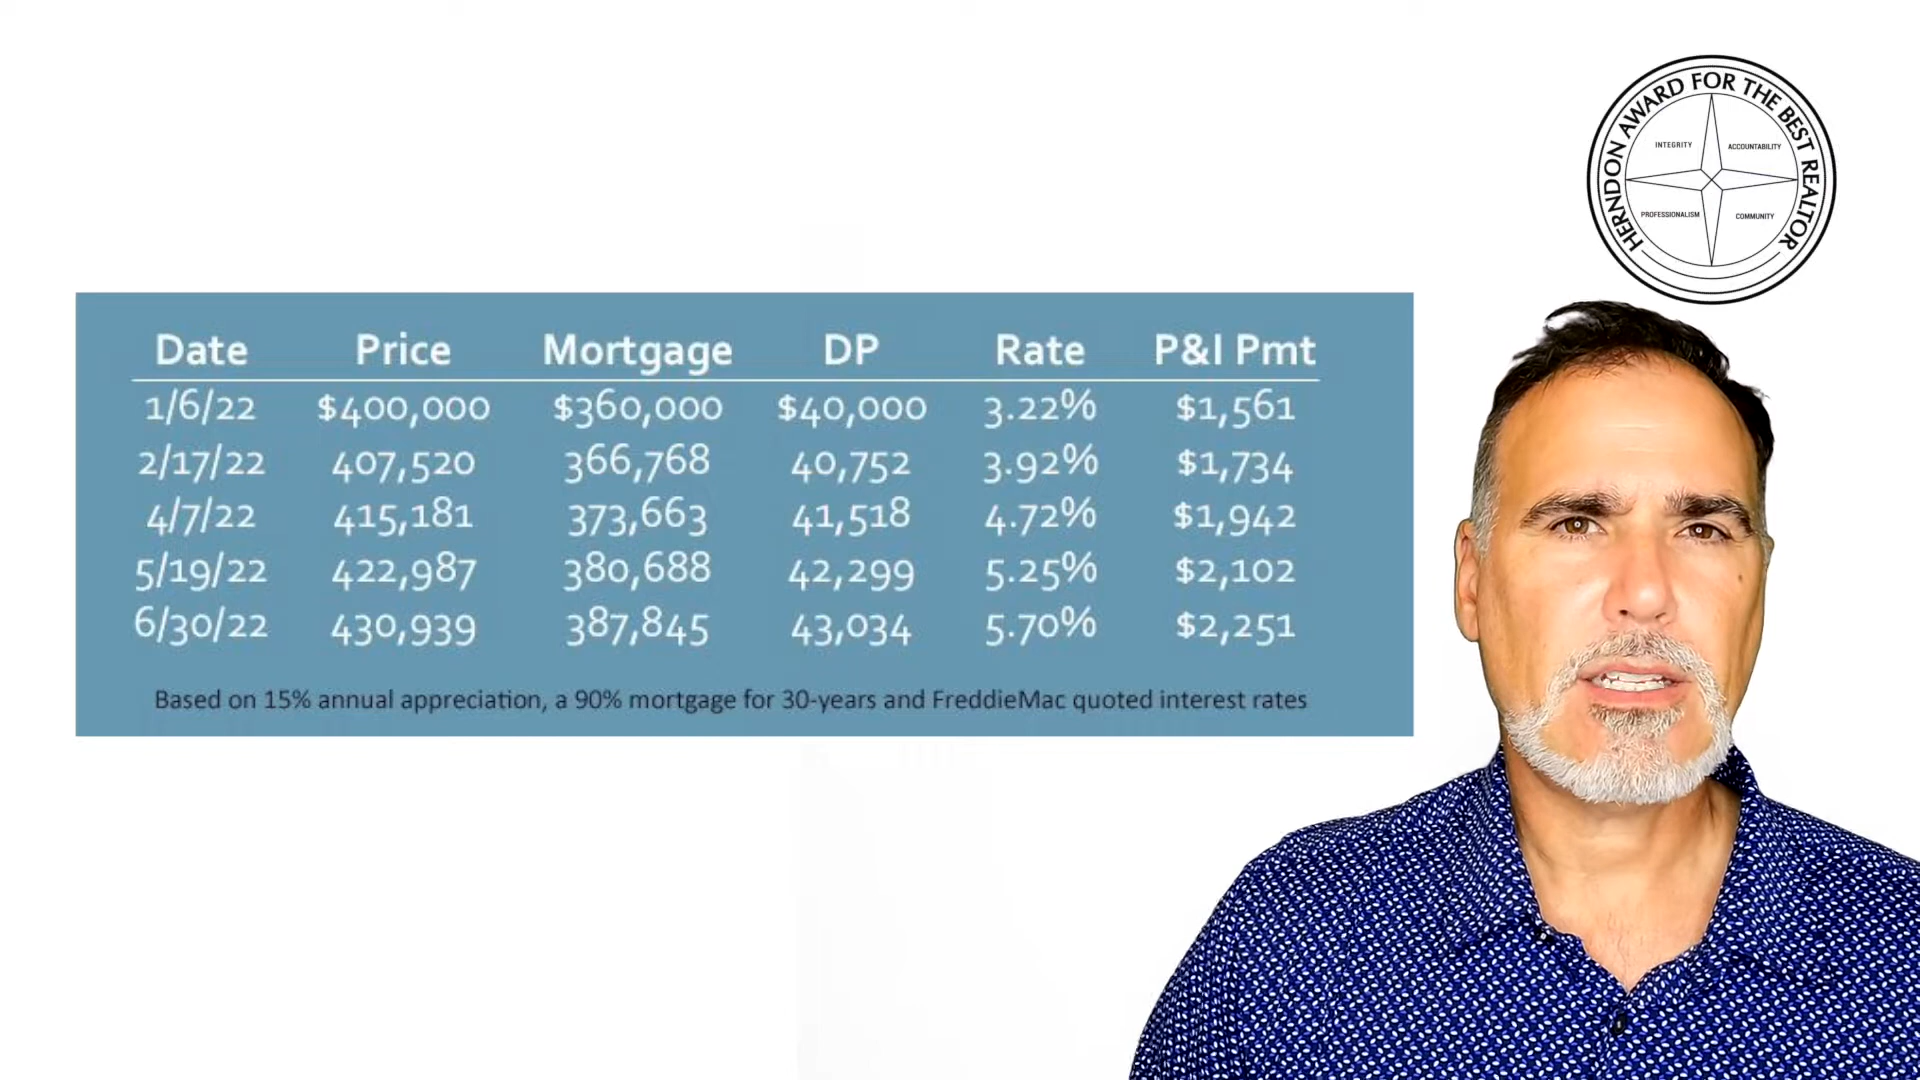 HERNDON AWARD FOR THE BEST REALTOR
INTEGRITY
ACCOUNTABILITY
PROFESSIONALISM
COMMUNITY
Date Price Mortgage DP Rate P&I Pmt
1/6/22 $400,000 $360,000 $40,000 3.22% $1,561
2/17/22 407,520 366,768 40,752 3.92% $1,734
4/7/22 415,181 373,663 41,518 4.72% $1,942
5/19/22 422,987 380,688 42,299 5.25% $2,102
6/30/22 430,939 387,845 43,034 5.70% $2,251
Based on 15% annual appreciation, a 90% mortgage for 30-years and FreddieMac quoted interest rates